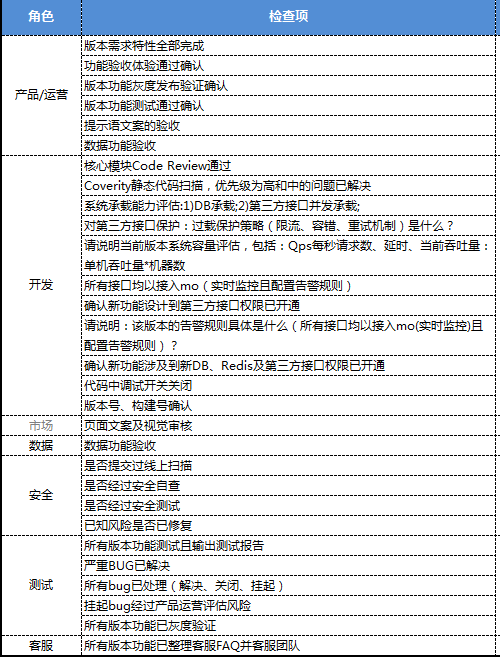 角色 检查项
产品/运营
版本需求特性全部完成
功能验收体验通过确认
版本功能灰度发布验证确认
版本功能测试通过确认
提示语文案的验收
数据功能验收
开发
核心模块Code Review通过
Coverity静态代码扫描，优先级为高和中的问题已解决
系统承载能力评估:1)DB承载;2)第三方接口并发承载;
对第三方接口保护：过载保护策略（限流、容错、重试机制）是什么？
请说明当前版本系统容量评估，包括：Qps每秒请求数、延时、当前吞吐量：
单机吞吐量*机器数
所有接口均以接入mo（实时监控且配置告警规则）
确认新功能设计到第三方接口权限已开通
请说明：该版本的告警规则具体是什么（所有接口均以接入mo(实时监控)且
配置告警规则）？
确认新功能涉及到新DB、Redis及第三方接口权限已开通
代码中调试开关关闭
版本号、构建号确认
市场 页面文案及视觉审核
数据 数据功能验收
安全
是否提交过线上扫描
是否经过安全自查
是否经过安全测试
已知风险是否已修复
测试
所有版本功能测试且输出测试报告
严重BUG已解决
所有bug已处理（解决、关闭、挂起）
挂起bug经过产品运营评估风险
所有版本功能已灰度验证
客服 所有版本功能已整理客服FAQ并客服团队